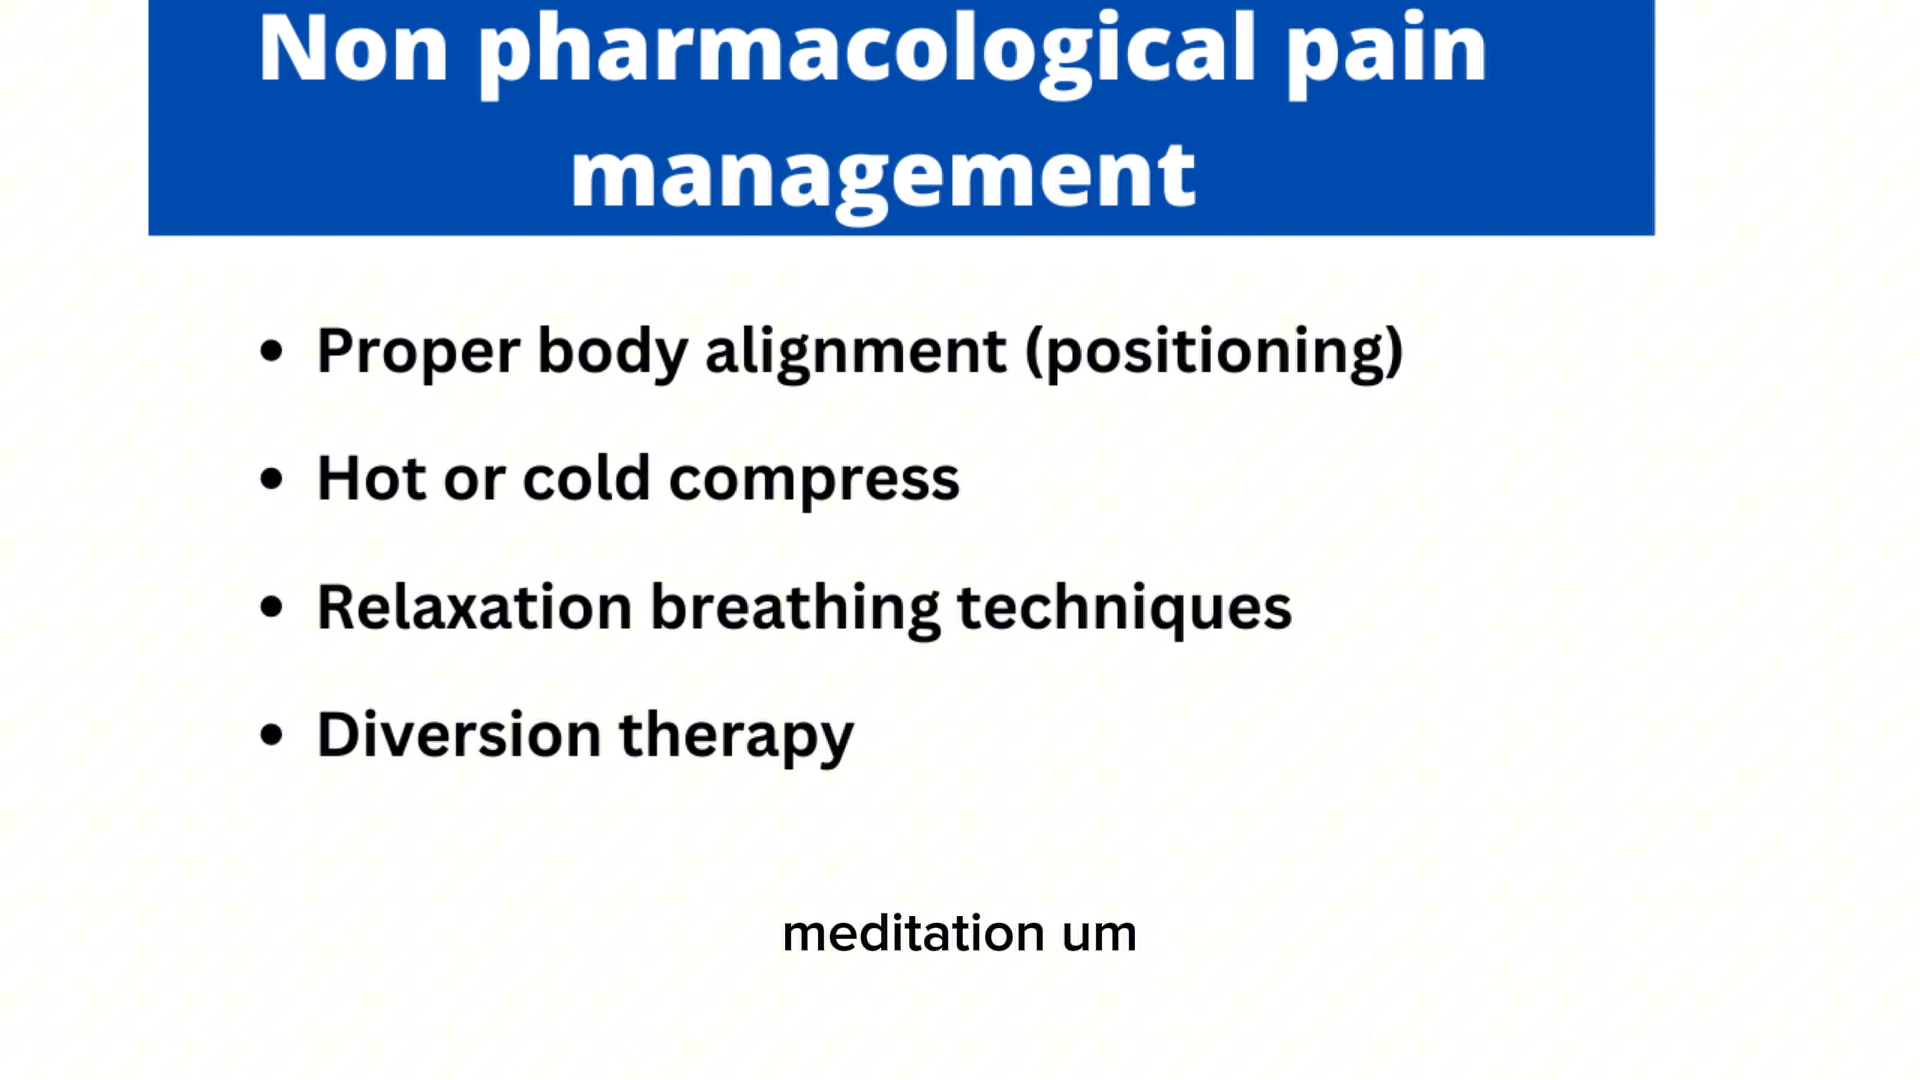 Non pharmacological pain
management
• Proper body alignment (positioning)
• Hot or cold compress
• Relaxation breathing techniques
• Diversion therapy
meditation um